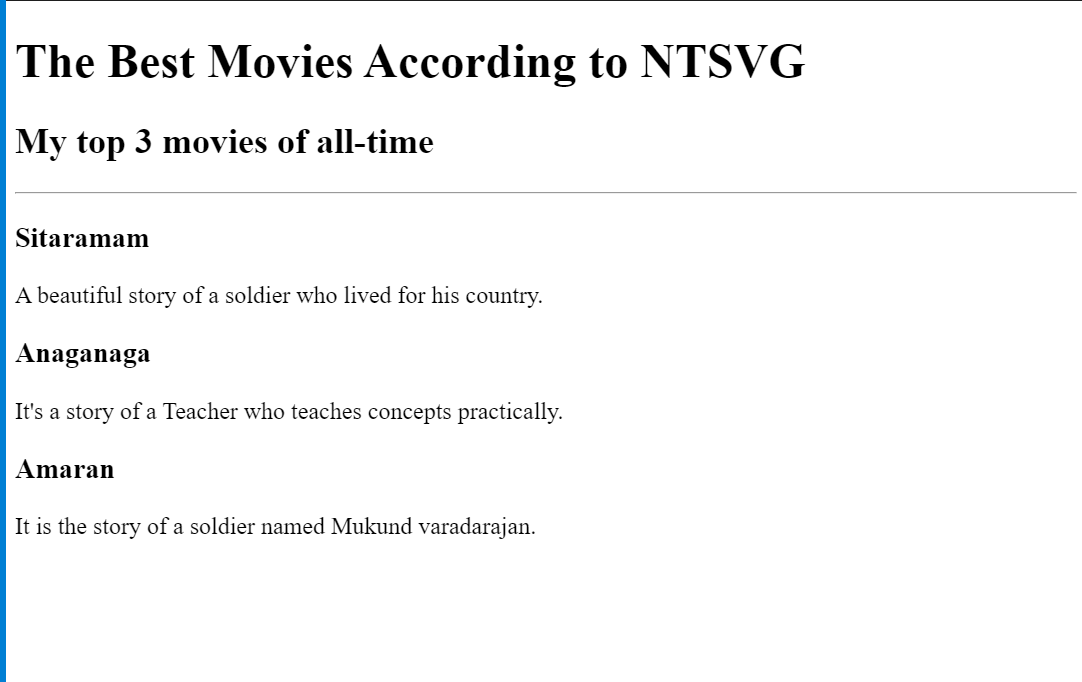 The Best Movies According to NTSVG
My top 3 movies of all-time
Sitaramam
A beautiful story of a soldier who lived for his country.
Anaganaga
It's a story of a Teacher who teaches concepts practically.
Amaran
It is the story of a soldier named Mukund varadarajan.